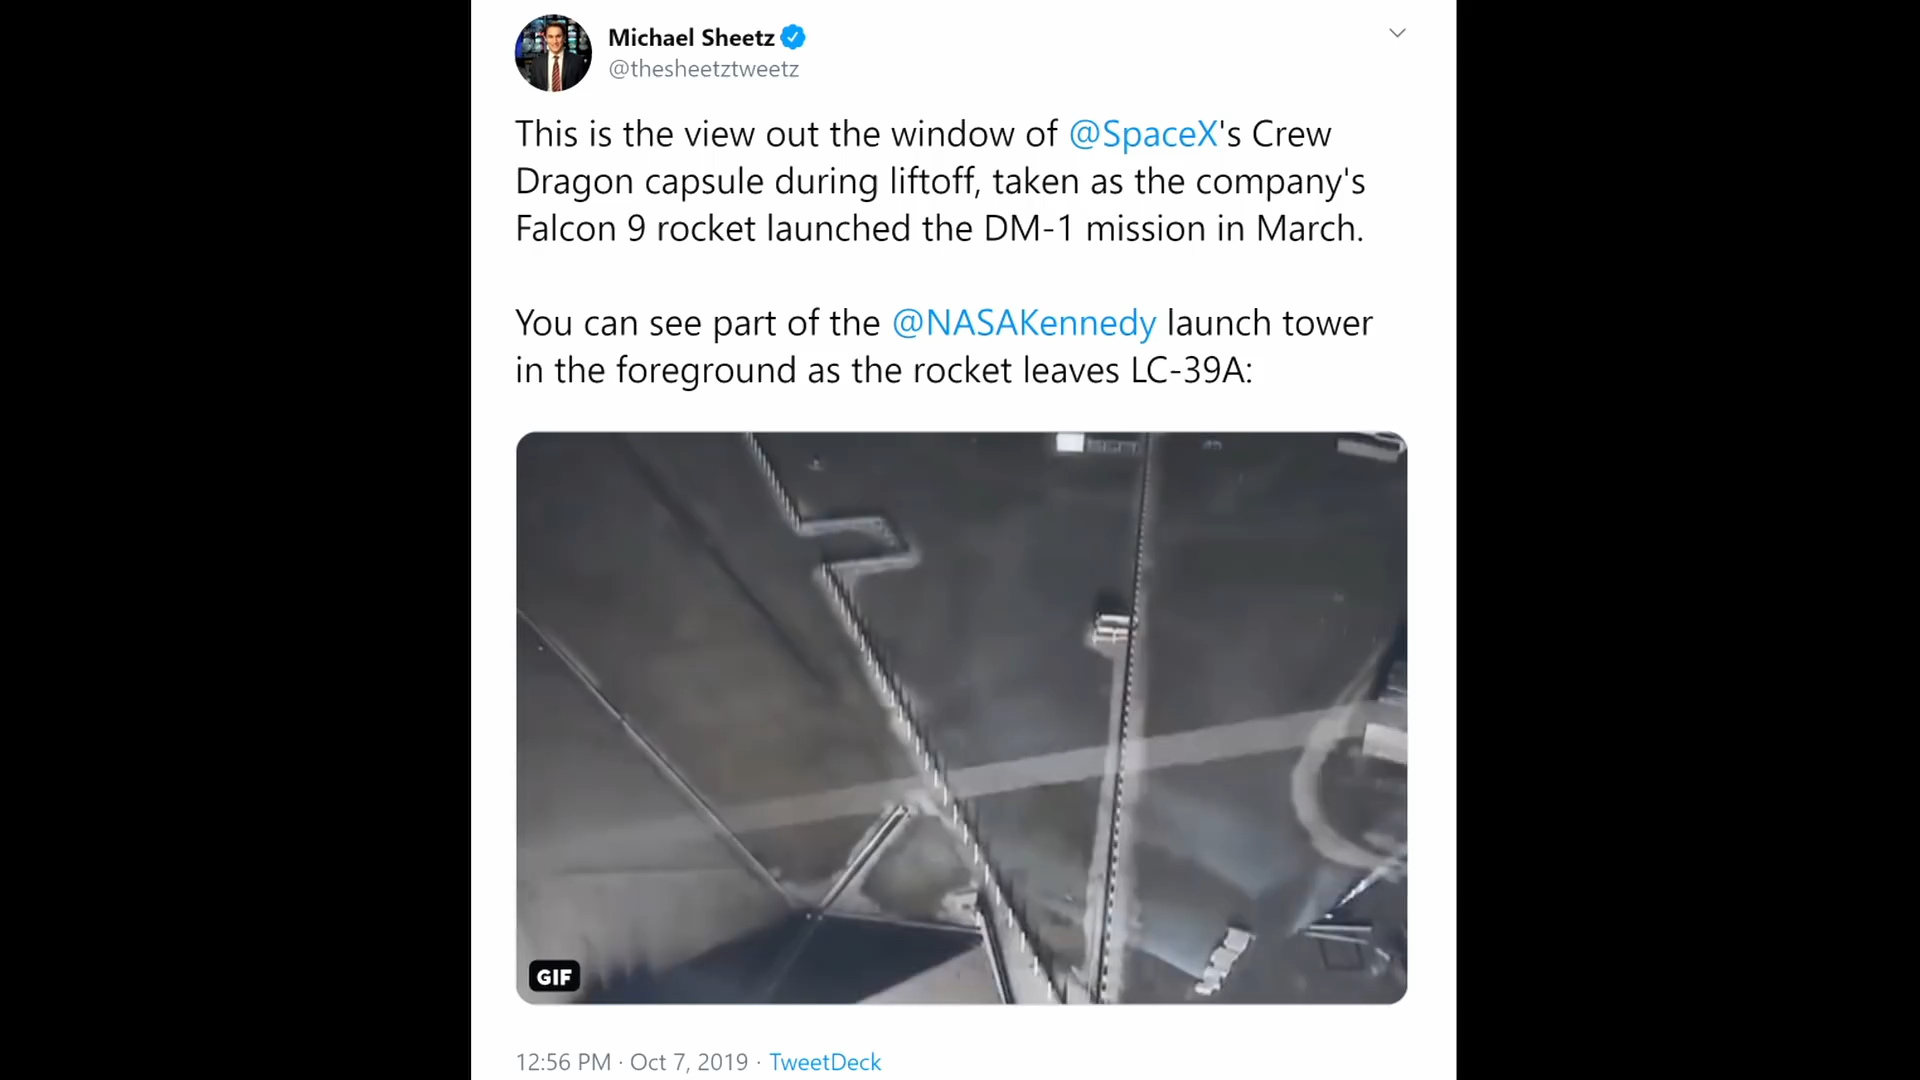 Michael Sheetz
@thesheetztweetz
This is the view out the window of @SpaceX's Crew
Dragon capsule during liftoff, taken as the company's
Falcon 9 rocket launched the DM-1 mission in March.
You can see part of the @NASAKennedy launch tower
in the foreground as the rocket leaves LC-39A:
GIF
12:56 PM · Oct 7, 2019 · TweetDeck